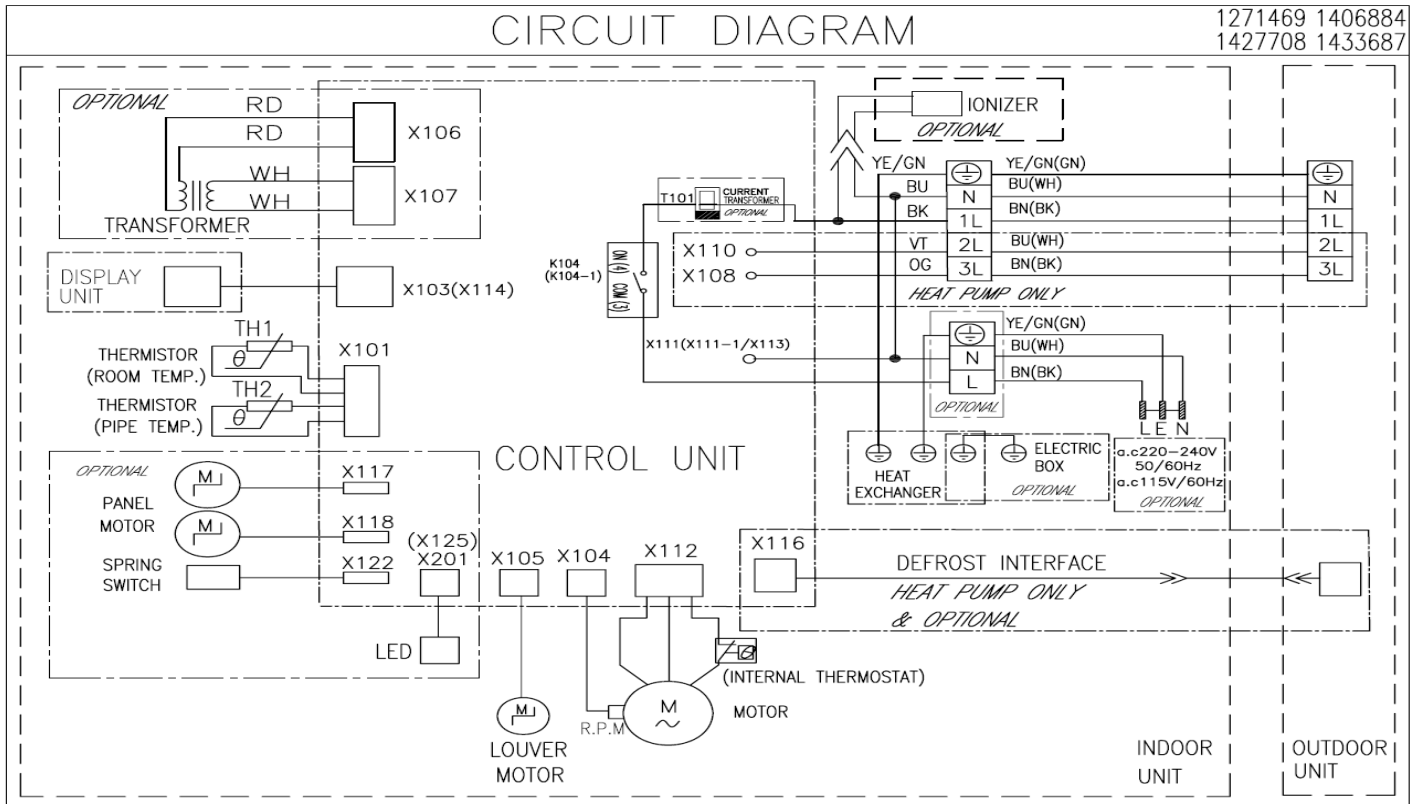 CIRCUIT DIAGRAM
1271469 1406884
1427708 1433687
OPTIONAL
RD
RD
WH
WH
TRANSFORMER
X106
X107
DISPLAY
UNIT
X103(X114)
TH1
THERMISTOR
(ROOM TEMP.)
θ
TH2
THERMISTOR
(PIPE TEMP.)
θ
X101
OPTIONAL
PANEL
MOTOR
M
M
SPRING
SWITCH
X117
X118
X122
(X125)
X201
LED
X105
X104
X112
M
LOUVER
MOTOR
R.P.M
M
~
MOTOR
(INTERNAL THERMOSTAT)
θ
CONTROL UNIT
IONIZER
OPTIONAL
T101
CURRENT
TRANSFORMER
OPTIONAL
K104
(K104-1)
ON(4) COM(3)
X110
X108
X111(X111-1/X113)
YE/GN
BU
BK
VT
OG
N
1L
2L
3L
YE/GN(GN)
BU(WH)
BN(BK)
BU(WH)
BN(BK)
N
1L
2L
3L
HEAT PUMP ONLY
N
L
OPTIONAL
YE/GN(GN)
BU(WH)
BN(BK)
L E N
a.c220-240V
50/60Hz
a.c115V/60Hz
OPTIONAL
HEAT
EXCHANGER
ELECTRIC
BOX
OPTIONAL
X116
DEFROST INTERFACE
HEAT PUMP ONLY
& OPTIONAL
INDOOR
UNIT
OUTDOOR
UNIT